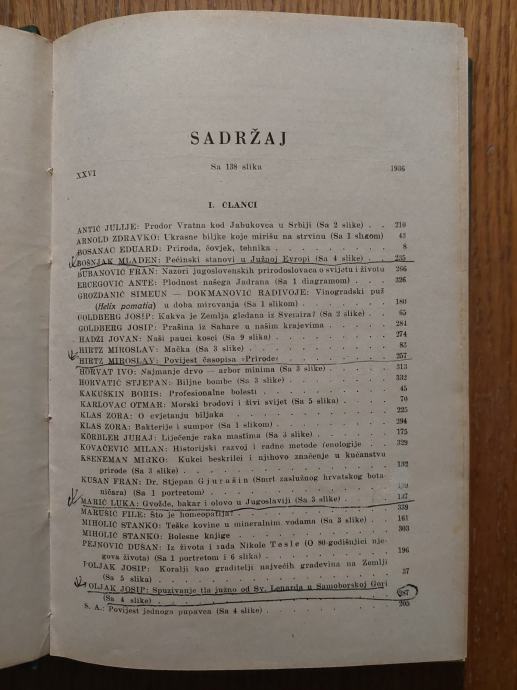 SADRŽAJ
XXVI Sa 138 slika 1936
I. ČLANCI
ANTIĆ JULIJE: Prodor Vratna kod Jabukovca u Srbiji (Sa 2 slike) . . 210
ARNOLD ZDRAVKO: Ukrasne biljke koje mirišu na strvinu (Sa 1 slikom) 43
BOSANAC EDUARD: Priroda, čovjek, tehnika . . . 8
BOŠNJAK MLADEN: Pećinski stanovi u Južnoj Evropi (Sa 4 slike) . . 235
BUBANOVIĆ FRAN: Nazori jugoslovenskih prirodoslovaca o svijetu i životu 266
ERCEGOVIĆ ANTE: Plodnost našega Jadrana (Sa 1 diagramom) . . 326
GROZDANIĆ SIMEUN — DOKMANOVIĆ RADIVOJE: Vinogradski puž
(Helix pomatia) u doba mirovanja (Sa 1 slikom) . . . 180
GOLDBERG JOSIP: Kakva je Zemlja gledana iz Svemira? (Sa 2 slike) . 65
GOLDBERG JOSIP: Prašina iz Sahare u našim krajevima . . . 284
HADŽI JOVAN: Naši pauci kosci (Sa 9 slika) . . . 274
HIRTZ MIROSLAV: Mačka (Sa 3 slike) . . . 83
HIRTZ MIROSLAV: Povijest časopisa »Priroda« . . . 257
HORVAT IVO: Najmanje drvo — arbor minima (Sa 3 slike) . . . 313
HORVATIĆ STJEPAN: Biljne bombe (Sa 3 slike) . . . 332
KAKUŠKIN BORIS: Profesionalne bolesti . . . 45
KARLOVAC OTMAR: Morski brodovi i živi svijet (Sa 5 slika) . . . 70
KLAS ZORA: O cvjetanju biljaka . . . 225
KLAS ZORA: Bakterije i sumpor (Sa 1 slikom) . . . 294
KÖRBLER JURAJ: Liječenje raka mastima (Sa 3 slike) . . . 175
KOVAČEVIĆ MILAN: Historijski razvoj i radne metode fenologije . . 329
KSENEMAN MIĆKO: Kukci beskrilci i njihovo značenje u kućanstvu
prirode (Sa 3 slike) . . . 132
KUŠAN FRAN: Dr. Stjepan Gjurašin (Smrt zaslužnog hrvatskog bota-
ničara) (Sa 1 portretom) . . .
MARIĆ LUKA: Gvožđe, bakar i olovo u Jugoslaviji (Sa 3 slike) . . . 137
MARUŠIĆ FILE: Što je homeopatija? . . . 339
MIHOLIĆ STANKO: Teške kovine u mineralnim vodama (Sa 3 slike) . 161
MIHOLIĆ STANKO: Bolesne knjige . . . 303
PEJNOVIĆ DUŠAN: Iz života i rada Nikole Tesle (O 80-godišnjici nje-
gova života) (Sa 1 portretom i 6 slika) . . . 196
POLJAK JOSIP: Koralji kao graditelji najvećih građevina na Zemlji
(Sa 5 slika) . . . 37
POLJAK JOSIP: Spuzivanje tla južno od Sv. Lenarda u Samoborskoj Gori
(Sa 4 slike) . . . 287
S. A.: Povijest jednoga pupavca (Sa 4 slike) . . . 205